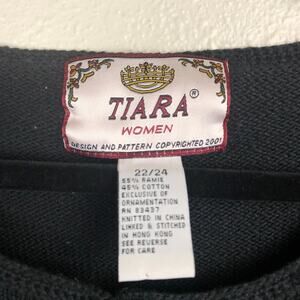 TIARA®
WOMEN
DESIGN AND PATTERN COPYRIGHTED 2001
22/24
55% RAMIE
45% COTTON
EXCLUSIVE OF
ORNAMENTATION
RN 83437
KNITTED IN CHINA
LINKED & STITCHED
IN HONG KONG
SEE REVERSE
FOR CARE